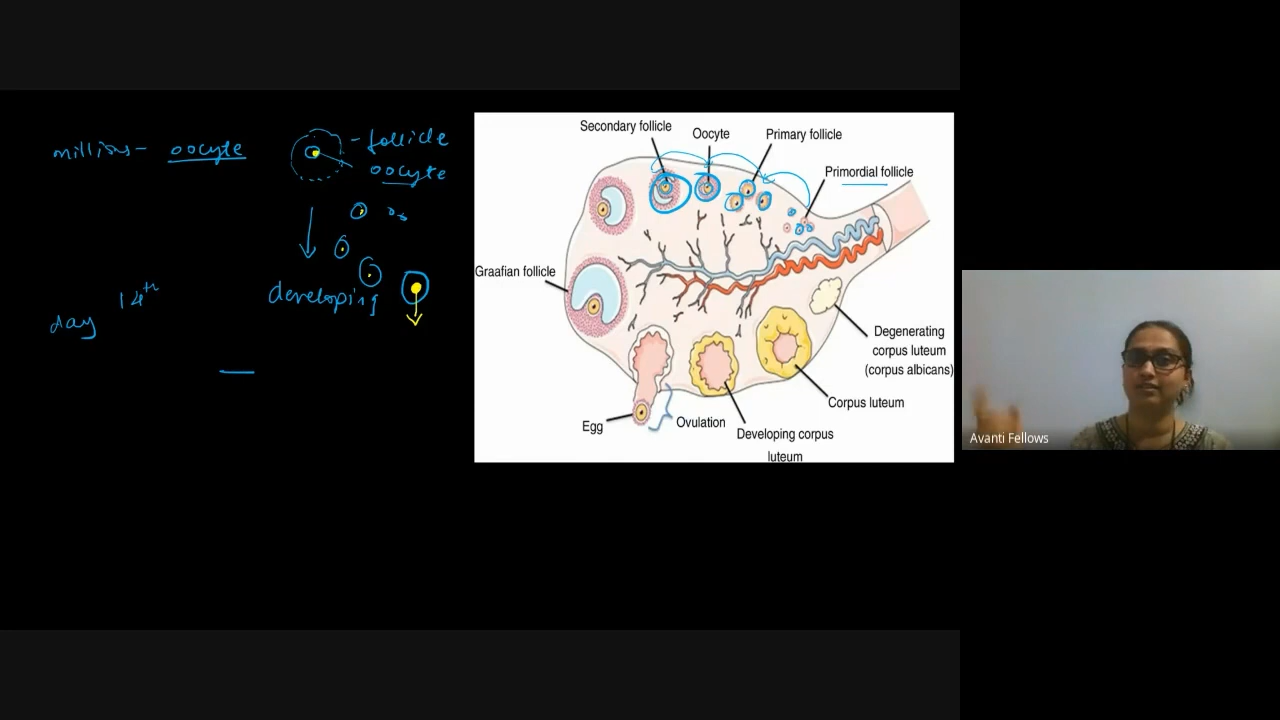 millions - oocyte
- follicle
oocyte
developing
day 14th
Secondary follicle
Oocyte
Primary follicle
Primordial follicle
Graafian follicle
Degenerating
corpus luteum
(corpus albicans)
Corpus luteum
Egg
Ovulation
Developing corpus
luteum
Avanti Fellows